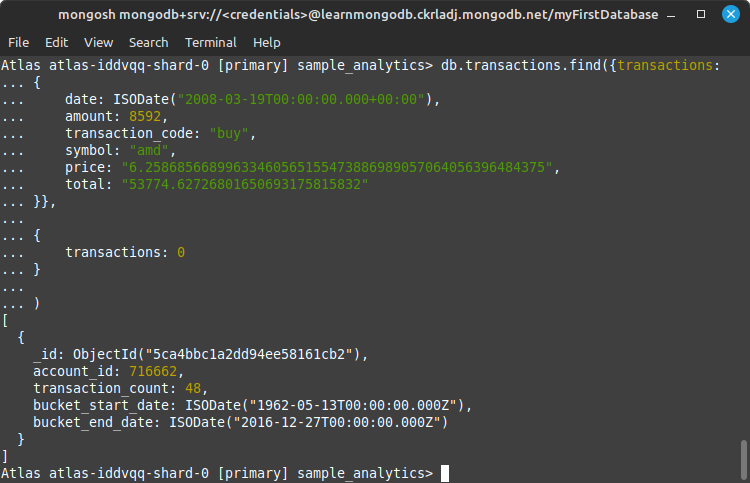 mongosh mongodb+srv://<credentials>@learnmongodb.ckrladj.mongodb.net/myFirstDatabase
File Edit View Search Terminal Help
Atlas atlas-iddvqq-shard-0 [primary] sample_analytics> db.transactions.find({transactions:
... {
...     date: ISODate("2008-03-19T00:00:00.000+00:00"),
...     amount: 8592,
...     transaction_code: "buy",
...     symbol: "amd",
...     price: "6.258685668996334605651554738869890570640563964843​75",
...     total: "53774.62726801650693175815832"
... }},
...
... {
...     transactions: 0
... }
...
... )
[
  {
    _id: ObjectId("5ca4bbc1a2dd94ee58161cb2"),
    account_id: 716662,
    transaction_count: 48,
    bucket_start_date: ISODate("1962-05-13T00:00:00.000Z"),
    bucket_end_date: ISODate("2016-12-27T00:00:00.000Z")
  }
]
Atlas atlas-iddvqq-shard-0 [primary] sample_analytics>